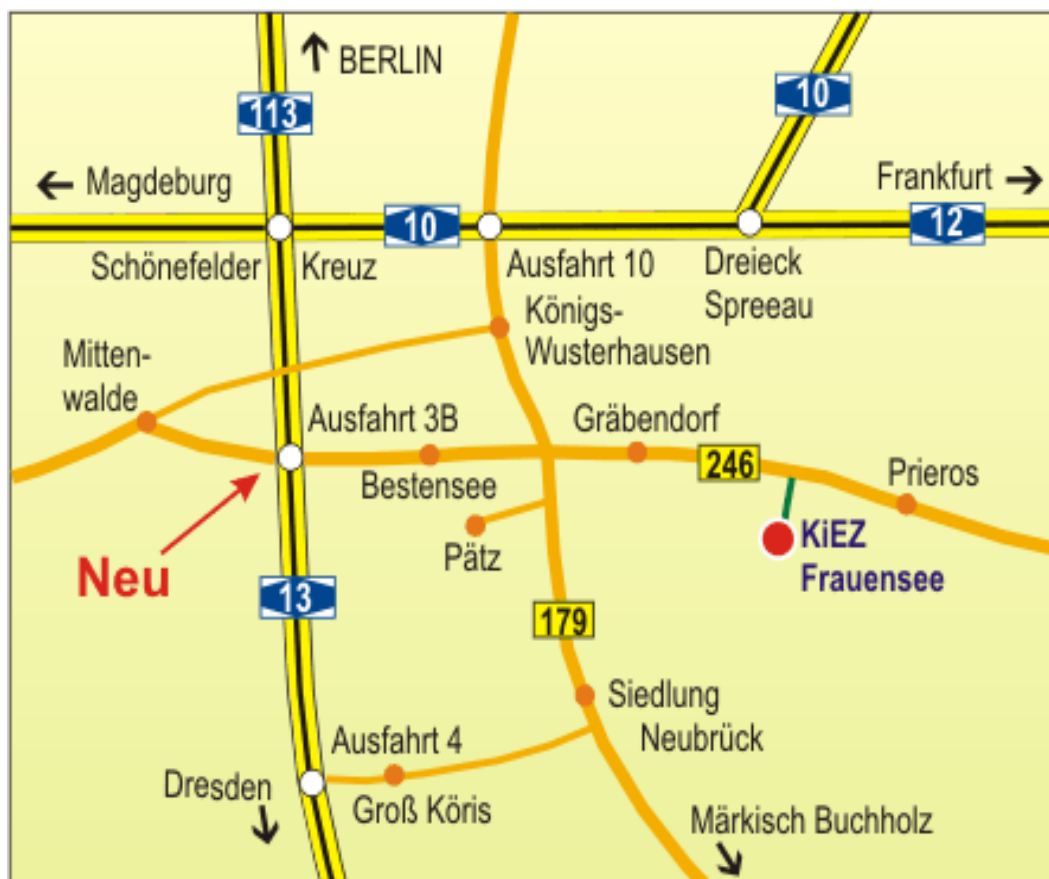 BERLIN
113
10
Magdeburg
Frankfurt
10
12
Schönefelder Kreuz
Ausfahrt 10
Dreieck
Spreeau
Königs-
Wusterhausen
Mitten-
walde
Ausfahrt 3B
Gräbendorf
246
Prieros
Bestensee
Pätz
KiEZ
Frauensee
Neu
13
179
Siedlung
Neubrück
Ausfahrt 4
Dresden
Groß Köris
Märkisch Buchholz